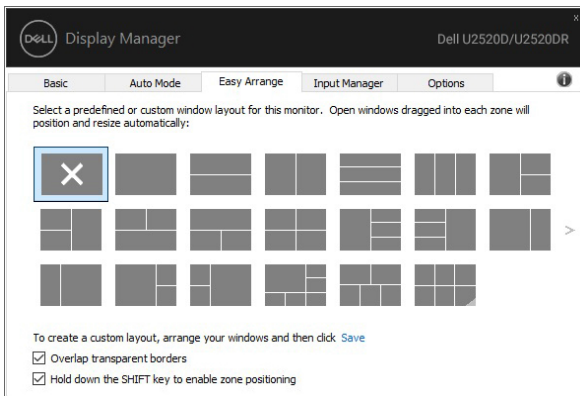 DELL Display Manager
Dell U2520D/U2520DR
Basic Auto Mode Easy Arrange Input Manager Options
Select a predefined or custom window layout for this monitor. Open windows dragged into each zone will
position and resize automatically:
To create a custom layout, arrange your windows and then click Save
Overlap transparent borders
Hold down the SHIFT key to enable zone positioning